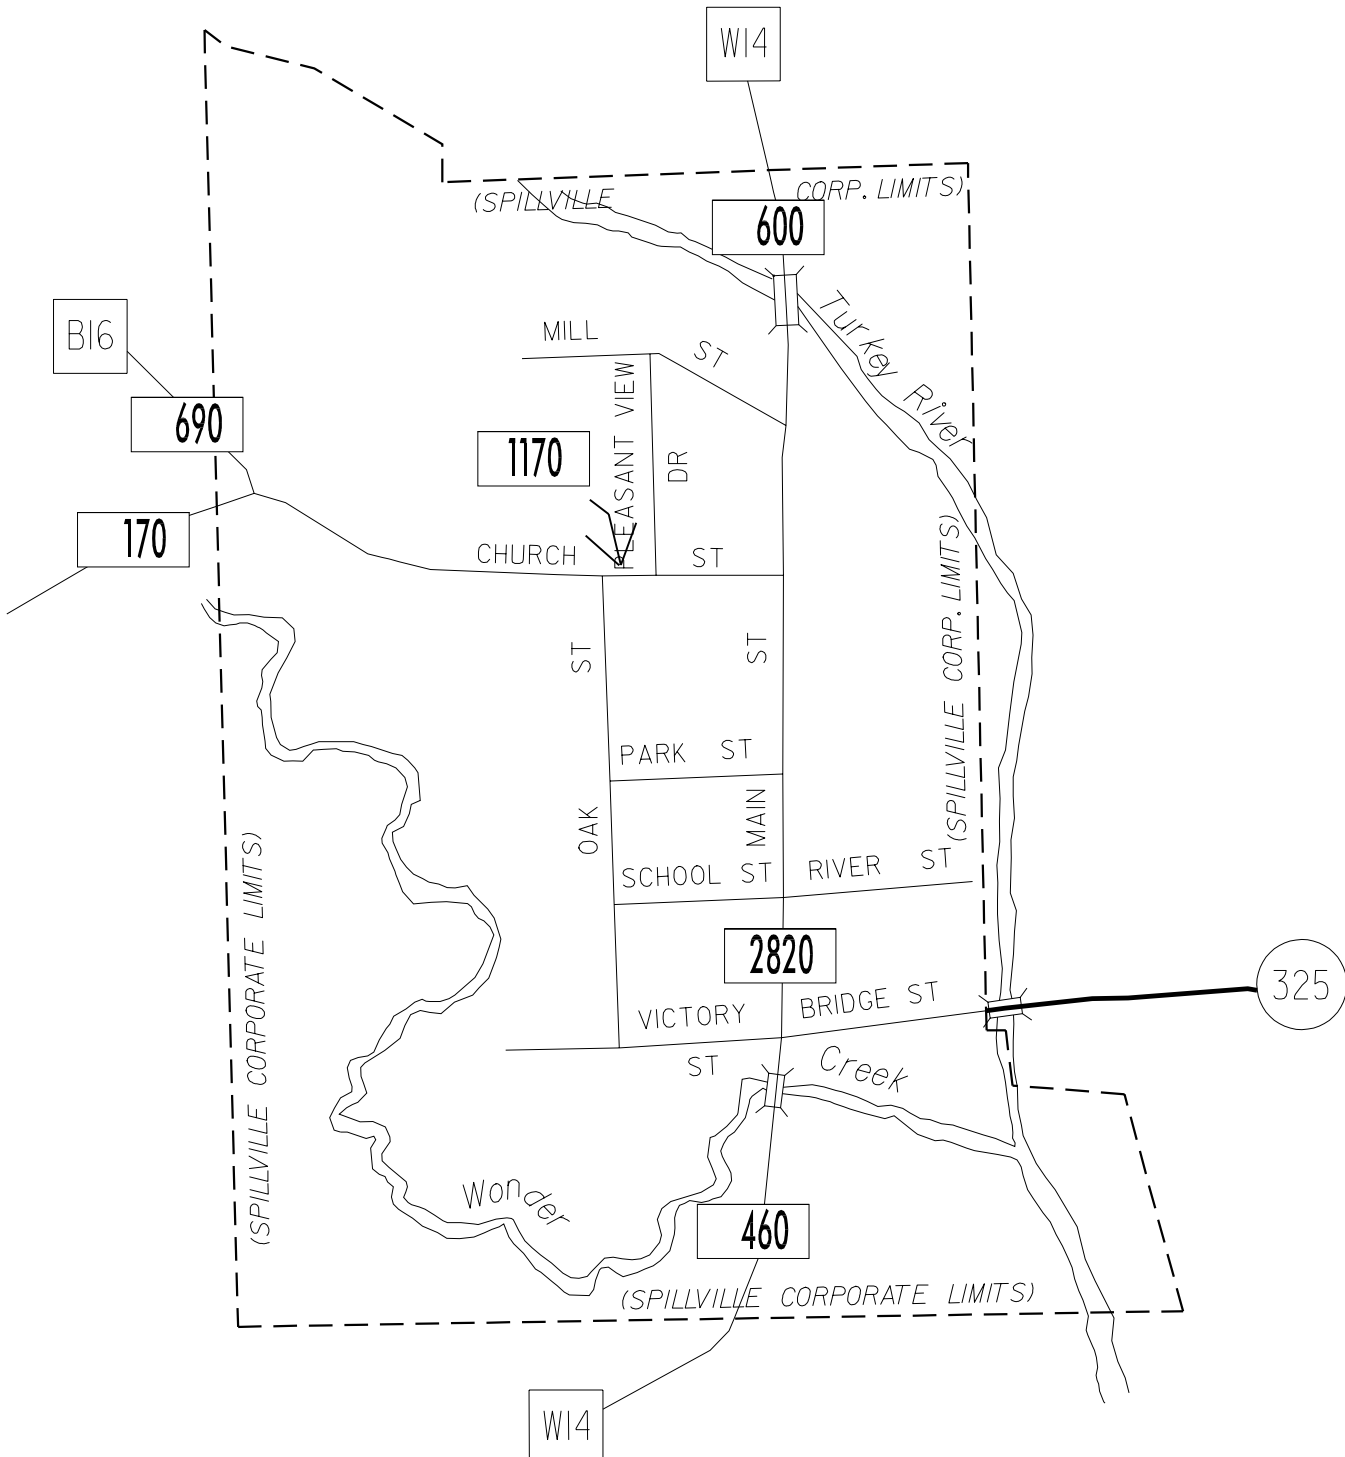 W14
(SPILLVILLE CORP. LIMITS)
600
Turkey River
B16
MILL ST
690
1170
PLEASANT VIEW DR
170
CHURCH ST
(SPILLVILLE CORP. LIMITS)
ST
ST
PARK ST
OAK
MAIN
SCHOOL ST
RIVER ST
(SPILLVILLE CORPORATE LIMITS)
2820
325
VICTORY ST
BRIDGE ST
Creek
Wonder
460
(SPILLVILLE CORPORATE LIMITS)
W14